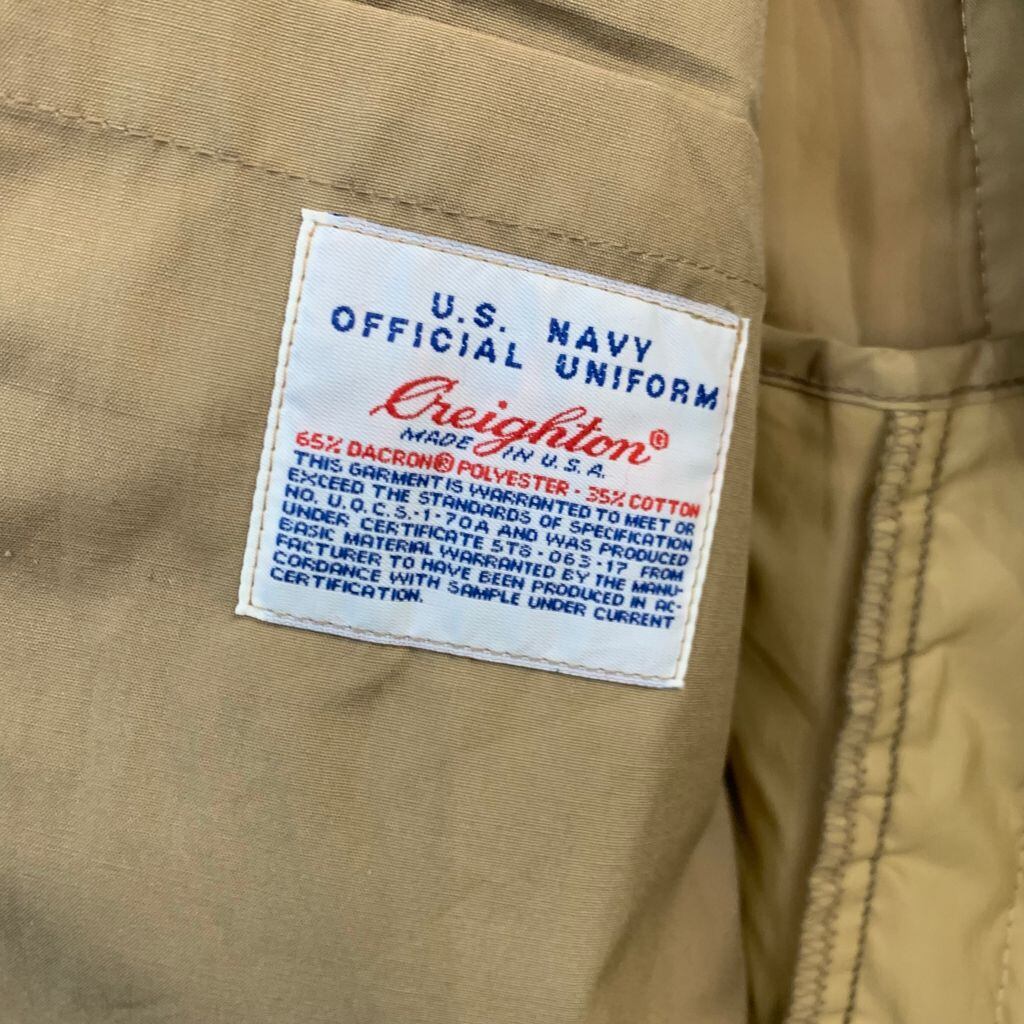 U.S. NAVY
OFFICIAL UNIFORM
Creighton®
MADE IN U.S.A.
65% DACRON® POLYESTER - 35% COTTON
THIS GARMENT IS WARRANTED TO MEET OR
EXCEED THE STANDARDS OF SPECIFICATION
NO. U.O.C.S.-1-70A AND WAS PRODUCED
UNDER CERTIFICATE STS-063-17 FROM
BASIC MATERIAL WARRANTED BY THE MANU-
FACTURER TO HAVE BEEN PRODUCED IN AC-
CORDANCE WITH SAMPLE UNDER CURRENT
CERTIFICATION.